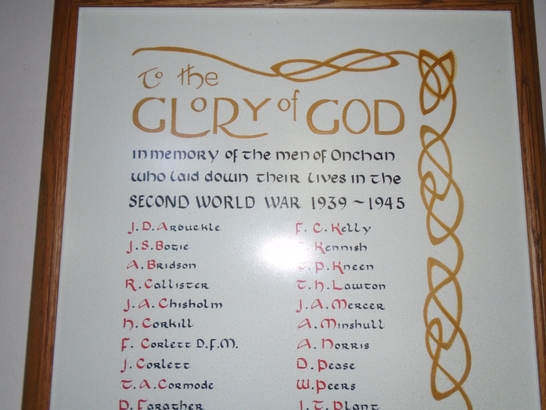 To the
GLORY of GOD
in memory of the men of Onchan
who laid down their lives in the
SECOND WORLD WAR 1939 ~ 1945
J. D. Arbuckle
J. S. Botie
A. Bridson
R. Callister
J. A. Chisholm
H. Corkill
F. Corlett D.F.M.
J. Corlett
T. A. Cormode
D. Faragher
F. C. Kelly
Kennish
P. Kneen
T. H. Lawton
J. A. Mercer
A. Minshull
A. Norris
D. Pease
W. Peers
J. T. Plant